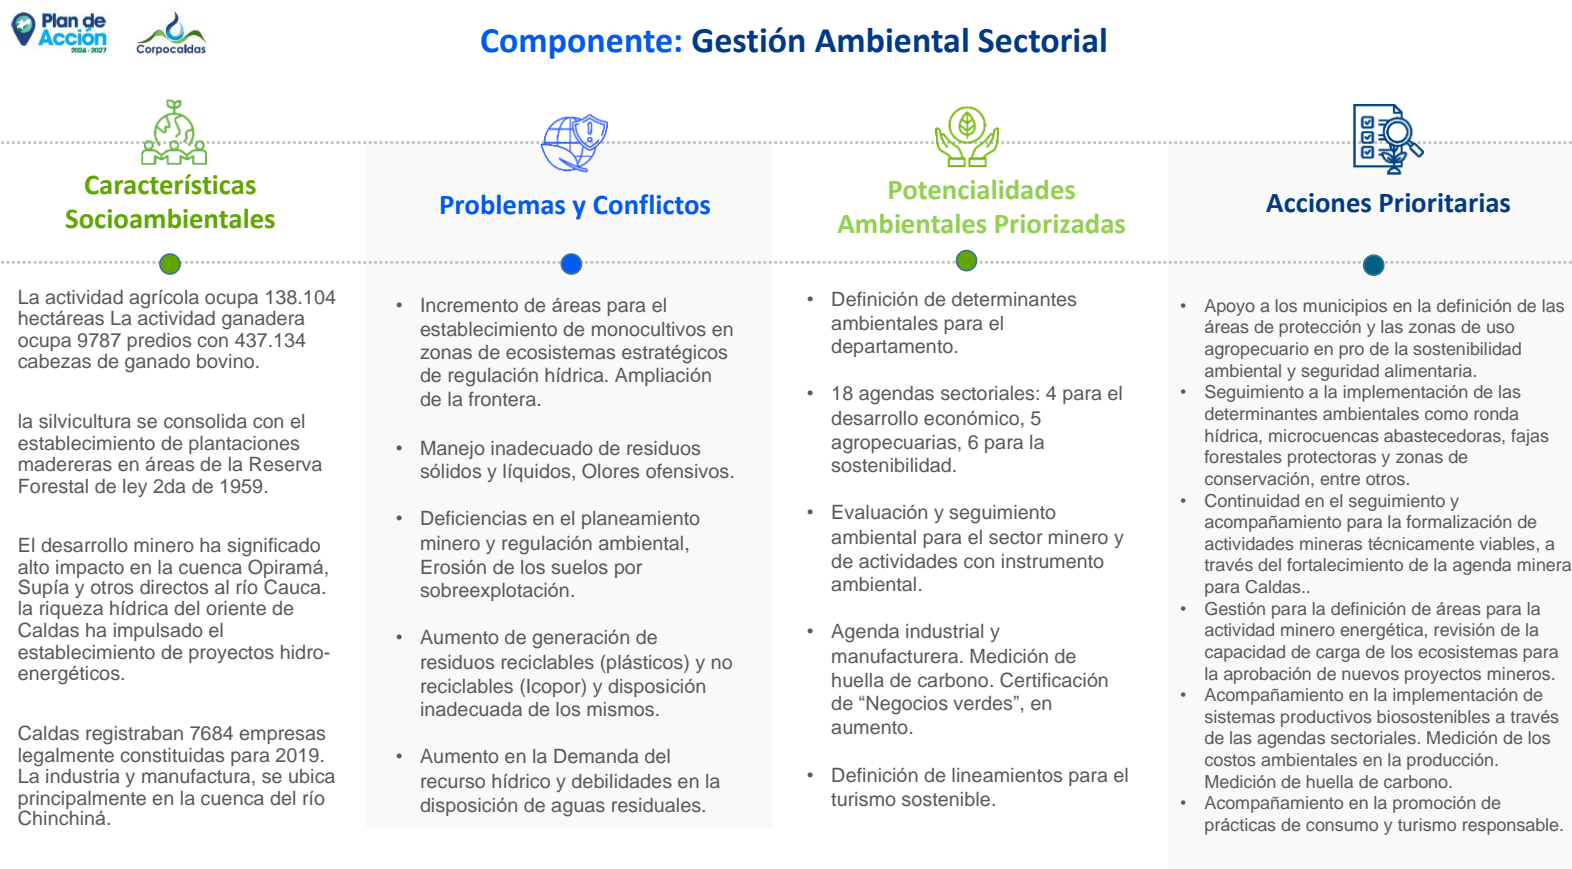 Plan de
Acción
2024 - 2027
Corpocaldas
Componente: Gestión Ambiental Sectorial
Características
Socioambientales
La actividad agrícola ocupa 138.104
hectáreas La actividad ganadera
ocupa 9787 predios con 437.134
cabezas de ganado bovino.
la silvicultura se consolida con el
establecimiento de plantaciones
madereras en áreas de la Reserva
Forestal de ley 2da de 1959.
El desarrollo minero ha significado
alto impacto en la cuenca Opiramá,
Supía y otros directos al río Cauca.
la riqueza hídrica del oriente de
Caldas ha impulsado el
establecimiento de proyectos hidro-
energéticos.
Caldas registraban 7684 empresas
legalmente constituidas para 2019.
La industria y manufactura, se ubica
principalmente en la cuenca del río
Chinchiná.
Problemas y Conflictos
• Incremento de áreas para el
establecimiento de monocultivos en
zonas de ecosistemas estratégicos
de regulación hídrica. Ampliación
de la frontera.
• Manejo inadecuado de residuos
sólidos y líquidos, Olores ofensivos.
• Deficiencias en el planeamiento
minero y regulación ambiental,
Erosión de los suelos por
sobreexplotación.
• Aumento de generación de
residuos reciclables (plásticos) y no
reciclables (Icopor) y disposición
inadecuada de los mismos.
• Aumento en la Demanda del
recurso hídrico y debilidades en la
disposición de aguas residuales.
Potencialidades
Ambientales Priorizadas
• Definición de determinantes
ambientales para el
departamento.
• 18 agendas sectoriales: 4 para el
desarrollo económico, 5
agropecuarias, 6 para la
sostenibilidad.
• Evaluación y seguimiento
ambiental para el sector minero y
de actividades con instrumento
ambiental.
• Agenda industrial y
manufacturera. Medición de
huella de carbono. Certificación
de “Negocios verdes”, en
aumento.
• Definición de lineamientos para el
turismo sostenible.
Acciones Prioritarias
• Apoyo a los municipios en la definición de las
áreas de protección y las zonas de uso
agropecuario en pro de la sostenibilidad
ambiental y seguridad alimentaria.
• Seguimiento a la implementación de las
determinantes ambientales como ronda
hídrica, microcuencas abastecedoras, fajas
forestales protectoras y zonas de
conservación, entre otros.
• Continuidad en el seguimiento y
acompañamiento para la formalización de
actividades mineras técnicamente viables, a
través del fortalecimiento de la agenda minera
para Caldas..
• Gestión para la definición de áreas para la
actividad minero energética, revisión de la
capacidad de carga de los ecosistemas para
la aprobación de nuevos proyectos mineros.
• Acompañamiento en la implementación de
sistemas productivos biosostenibles a través
de las agendas sectoriales. Medición de los
costos ambientales en la producción.
Medición de huella de carbono.
• Acompañamiento en la promoción de
prácticas de consumo y turismo responsable.